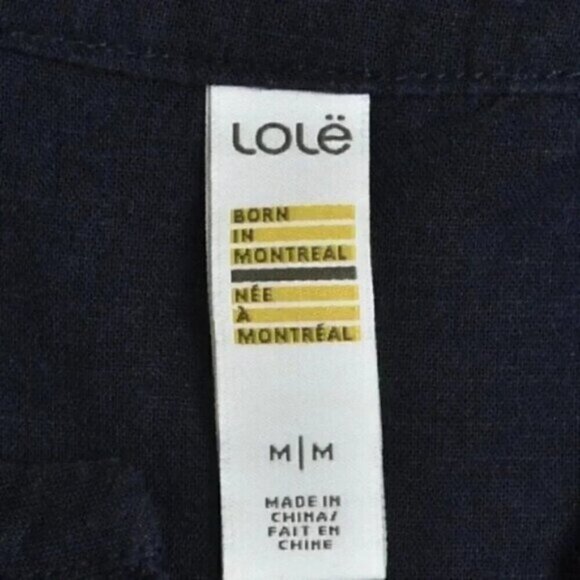 LOLË
BORN
IN
MONTREAL
NÉE
À
MONTRÉAL
M|M
MADE IN
CHINA/
FAIT EN
CHINE